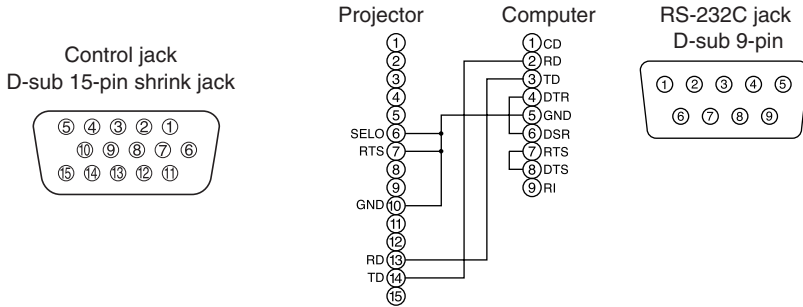 Control jack
D-sub 15-pin shrink jack
⑤ ④ ③ ② ①
⑩ ⑨ ⑧ ⑦ ⑥
⑮ ⑭ ⑬ ⑫ ⑪
Projector
①
②
③
④
⑤
SELO ⑥
RTS ⑦
⑧
⑨
GND ⑩
⑪
⑫
RD ⑬
TD ⑭
⑮
Computer
① CD
② RD
③ TD
④ DTR
⑤ GND
⑥ DSR
⑦ RTS
⑧ DTS
⑨ RI
RS-232C jack
D-sub 9-pin
① ② ③ ④ ⑤
⑥ ⑦ ⑧ ⑨